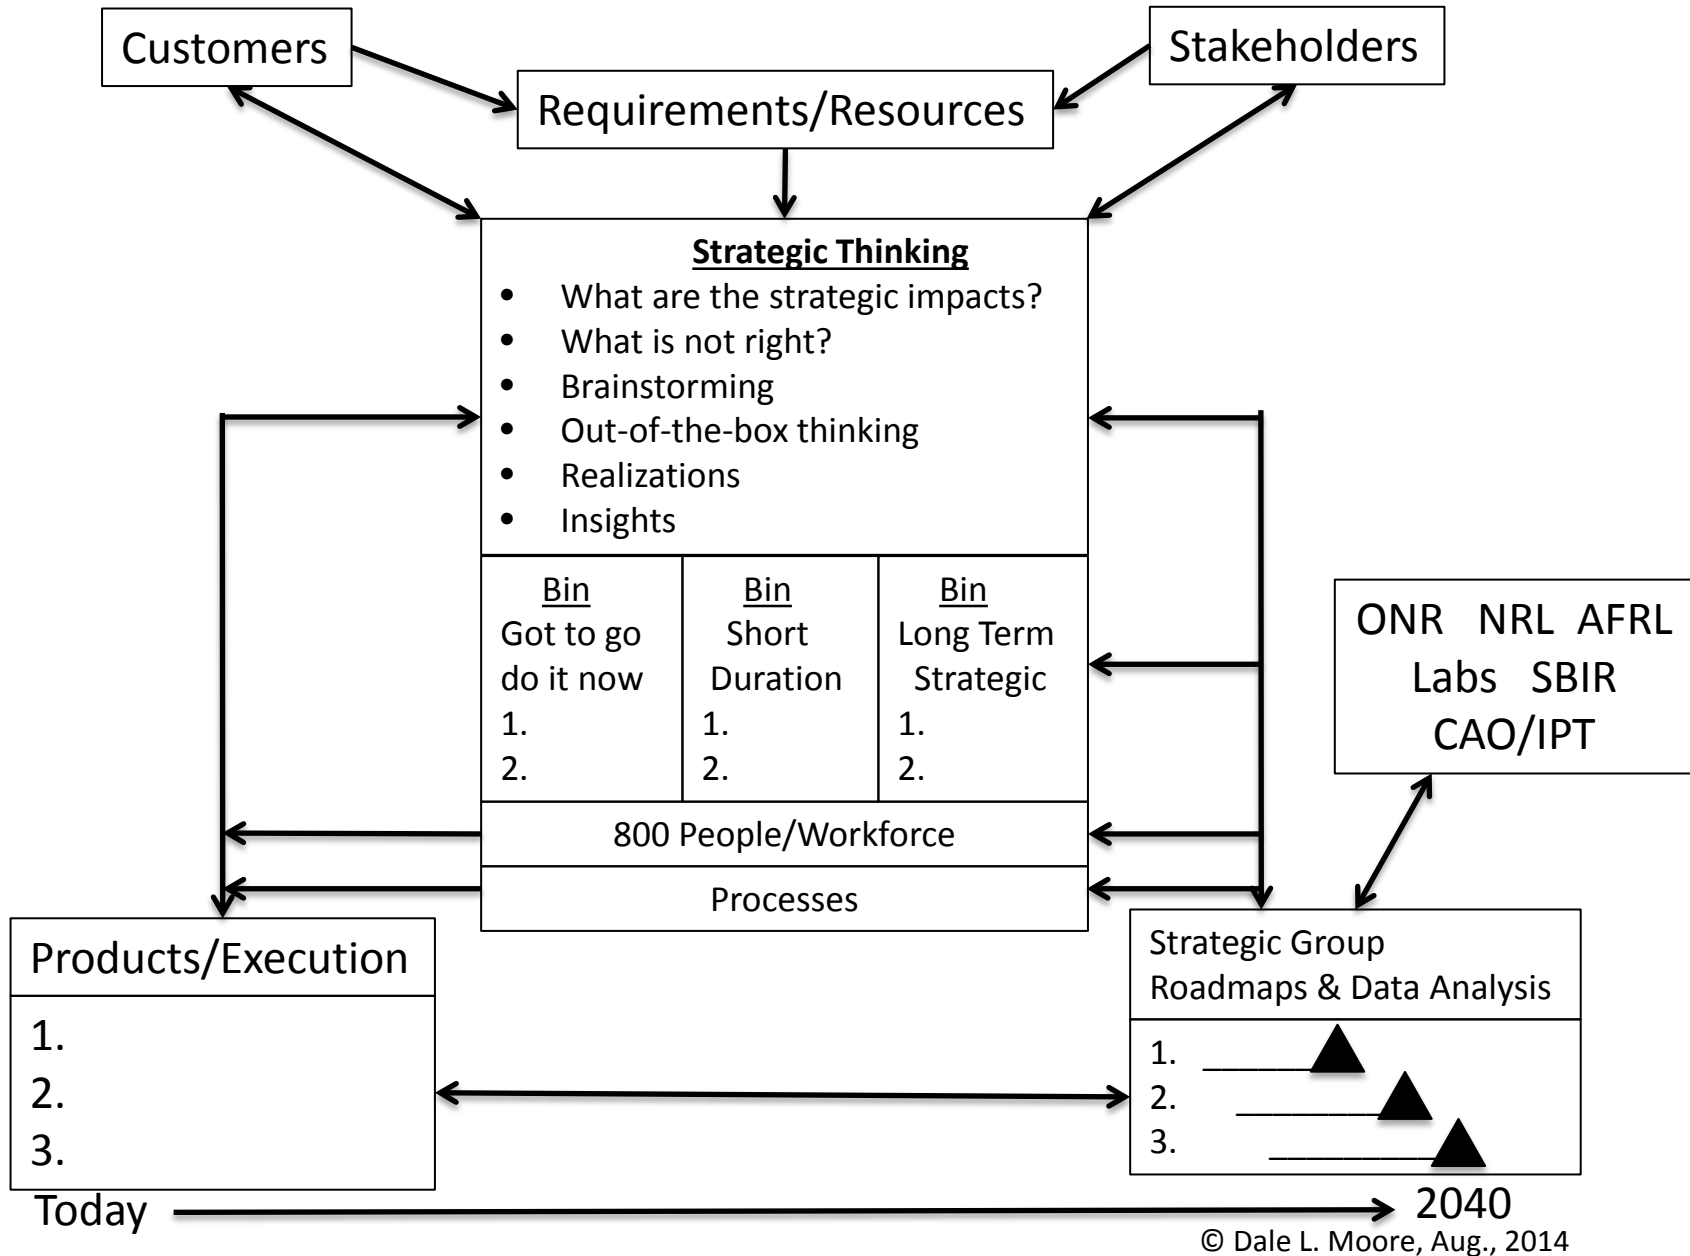 Customers
Stakeholders
Requirements/Resources
Strategic Thinking
• What are the strategic impacts?
• What is not right?
• Brainstorming
• Out-of-the-box thinking
• Realizations
• Insights
Bin
Got to go
do it now
1.
2.
Bin
Short
Duration
1.
2.
Bin
Long Term
Strategic
1.
2.
ONR NRL AFRL
Labs SBIR
CAO/IPT
800 People/Workforce
Processes
Products/Execution
1.
2.
3.
Strategic Group
Roadmaps & Data Analysis
1.
2.
3.
Today
2040
© Dale L. Moore, Aug., 2014